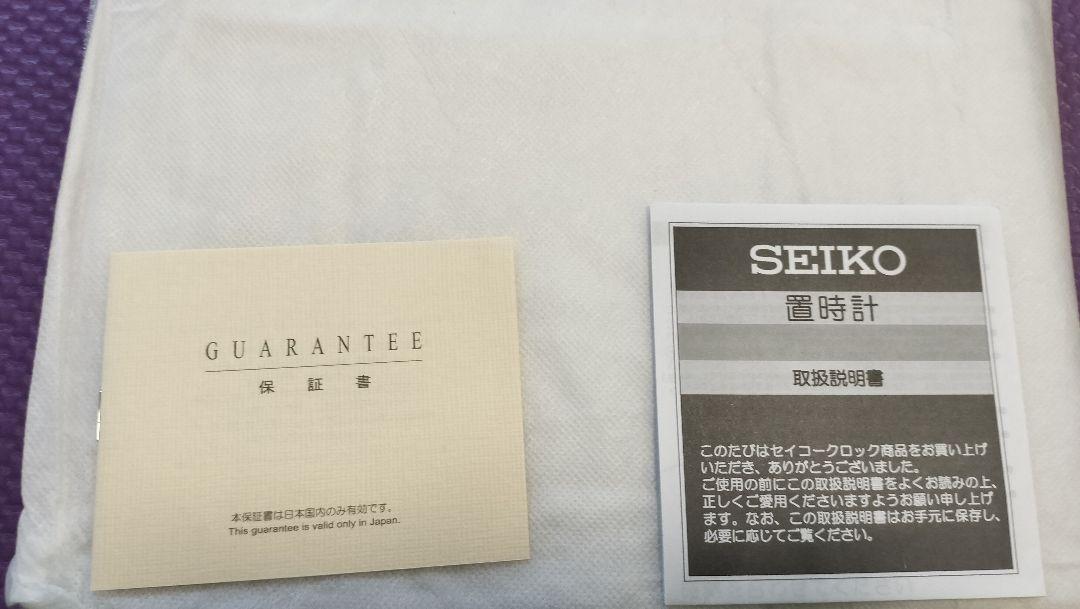 GUARANTEE
保証書
本保証書は日本国内のみ有効です。
This guarantee is valid only in Japan.
SEIKO
置時計
取扱説明書
このたびはセイコークロック商品をお買い上げ
いただき、ありがとうございました。
ご使用の前にこの取扱説明書をよくお読みの上、
正しくご愛用くださいますようお願い申し上げ
ます。なお、この取扱説明書はお手元に保存し、
必要に応じてご覧ください。